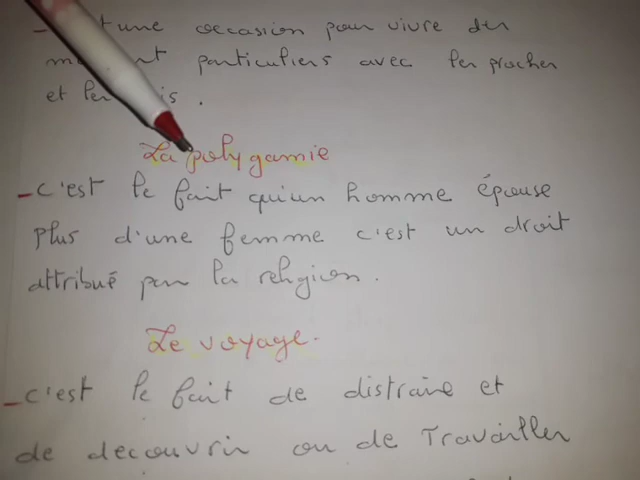 une occasion pour vivre des
particuliers avec les proches
et les
La polygamie
- c'est le fait qu'un homme épouse
plus d'une femme c'est un droit
attribué par la religion.
Le voyage.
- c'est le fait de distraire et
de decouvrir ou de Travailler